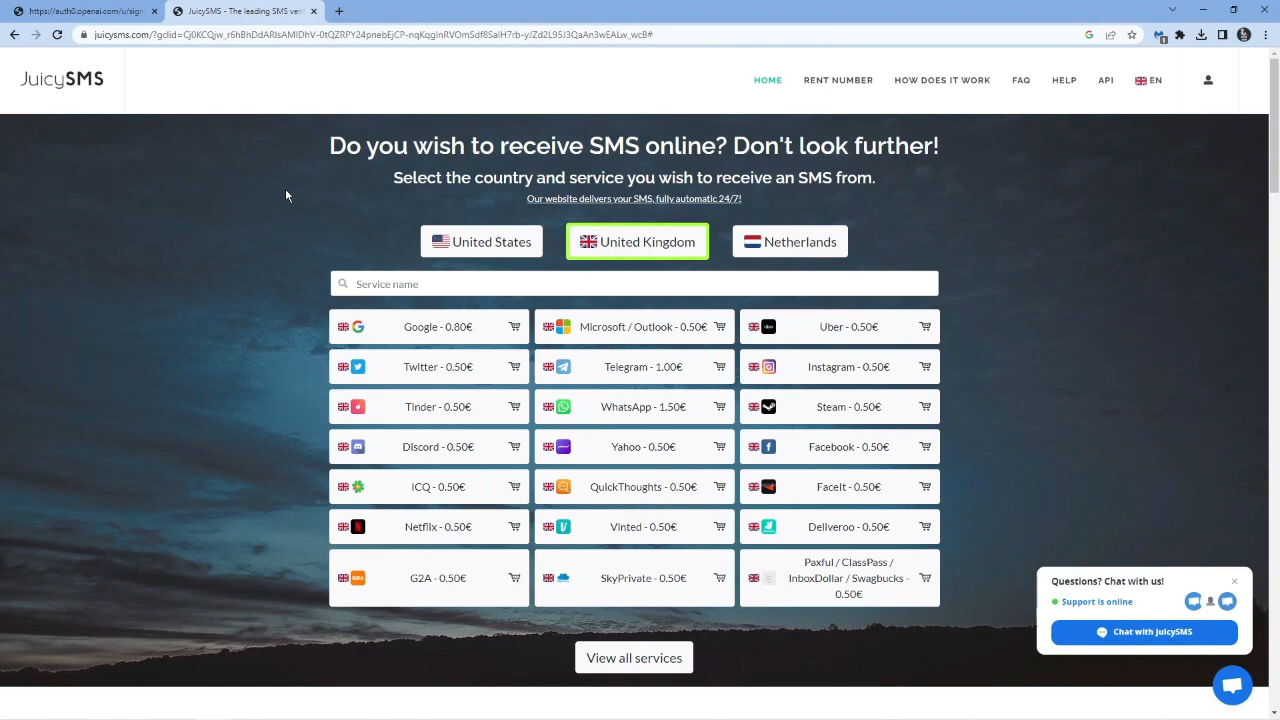 https://auth0.openai.com/u/sign
JuicySMS - The leading SMS veri
juicysms.com/?gclid=Cj0KCQjw_r6hBhDdARIsAMIDhV-0tQZRPY24pnebEjCP-nqKqgInRVOmSdf8SaIH7rb-yJZd2L95J3QaAn3wEALw_wcB#
JuicySMS
HOME
RENT NUMBER
HOW DOES IT WORK
FAQ
HELP
API
EN
Do you wish to receive SMS online? Don't look further!
Select the country and service you wish to receive an SMS from.
Our website delivers your SMS, fully automatic 24/7!
United States
United Kingdom
Netherlands
Service name
Google - 0.80€
Microsoft / Outlook - 0.50€
Uber - 0.50€
Twitter - 0.50€
Telegram - 1.00€
Instagram - 0.50€
Tinder - 0.50€
WhatsApp - 1.50€
Steam - 0.50€
Discord - 0.50€
Yahoo - 0.50€
Facebook - 0.50€
ICQ - 0.50€
QuickThoughts - 0.50€
FaceIt - 0.50€
Netflix - 0.50€
Vinted - 0.50€
Deliveroo - 0.50€
G2A - 0.50€
SkyPrivate - 0.50€
Paxful / ClassPass /
InboxDollar / Swagbucks -
0.50€
View all services
Questions? Chat with us!
Support is online
Chat with JuicySMS